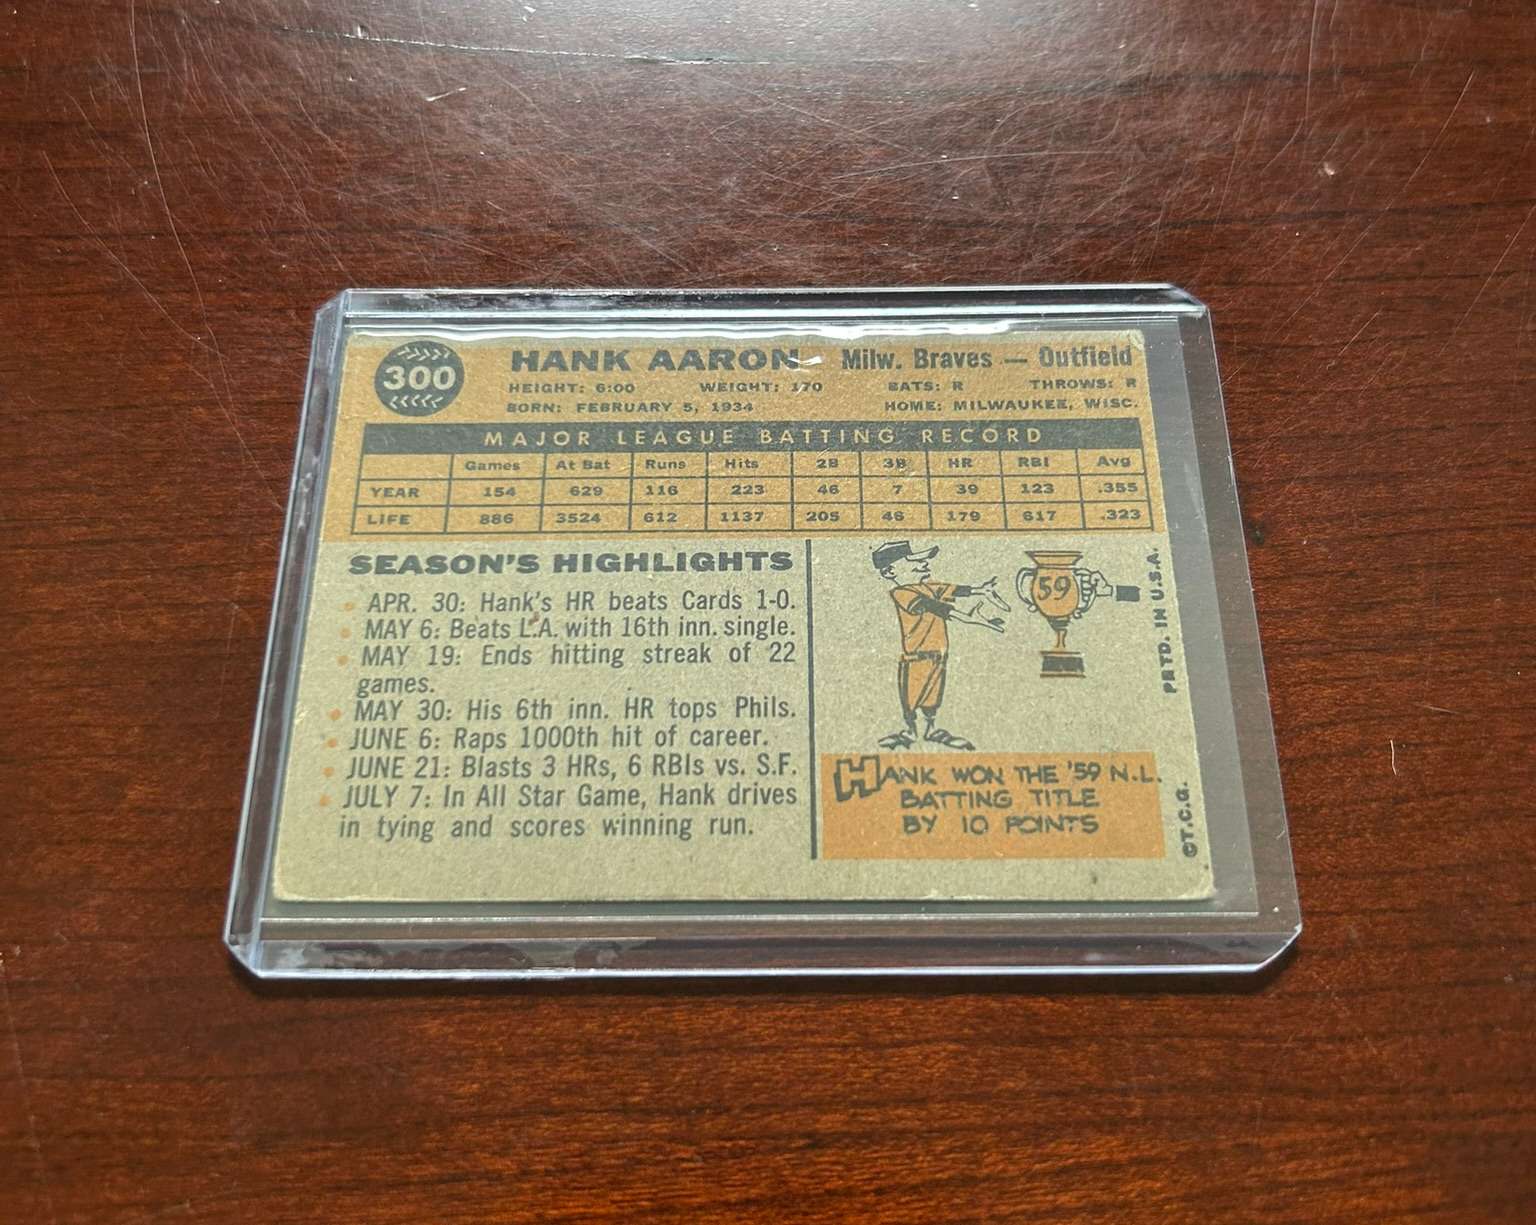 300
HANK AARON Milw. Braves — Outfield
HEIGHT: 6:00 WEIGHT: 170 BATS: R THROWS: R
BORN: FEBRUARY 5, 1934 HOME: MILWAUKEE, WISC.
MAJOR LEAGUE BATTING RECORD
Games At Bat Runs Hits 2B 3B HR RBI Avg
YEAR 154 629 116 223 46 7 39 123 .355
LIFE 886 3524 612 1137 205 46 179 617 .323
SEASON'S HIGHLIGHTS
APR. 30: Hank's HR beats Cards 1-0.
MAY 6: Beats L.A. with 16th inn. single.
MAY 19: Ends hitting streak of 22
games.
MAY 30: His 6th inn. HR tops Phils.
JUNE 6: Raps 1000th hit of career.
JUNE 21: Blasts 3 HRs, 6 RBIs vs. S.F.
JULY 7: In All Star Game, Hank drives
in tying and scores winning run.
59
HANK WON THE '59 N.L.
BATTING TITLE
BY 10 POINTS
©T.C.G. PRTD. IN U.S.A.